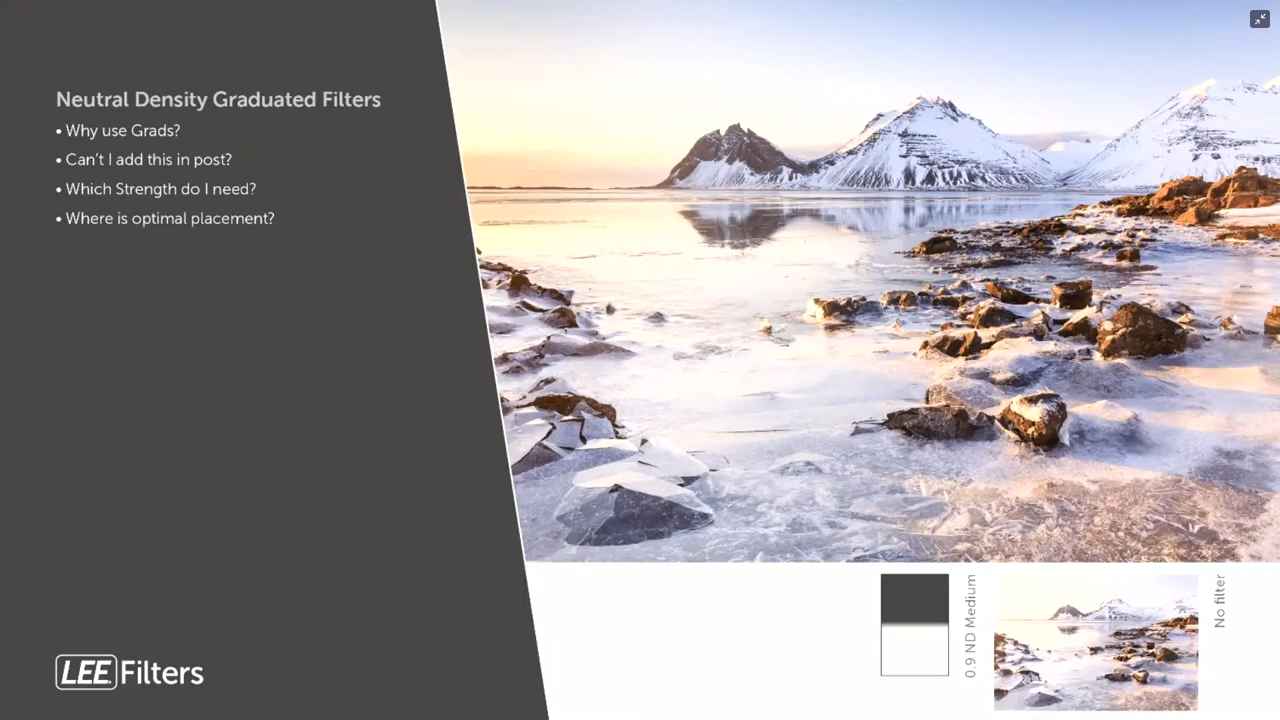 Neutral Density Graduated Filters
• Why use Grads?
• Can't I add this in post?
• Which Strength do I need?
• Where is optimal placement?
0.9 ND Medium
No filter
LEE Filters